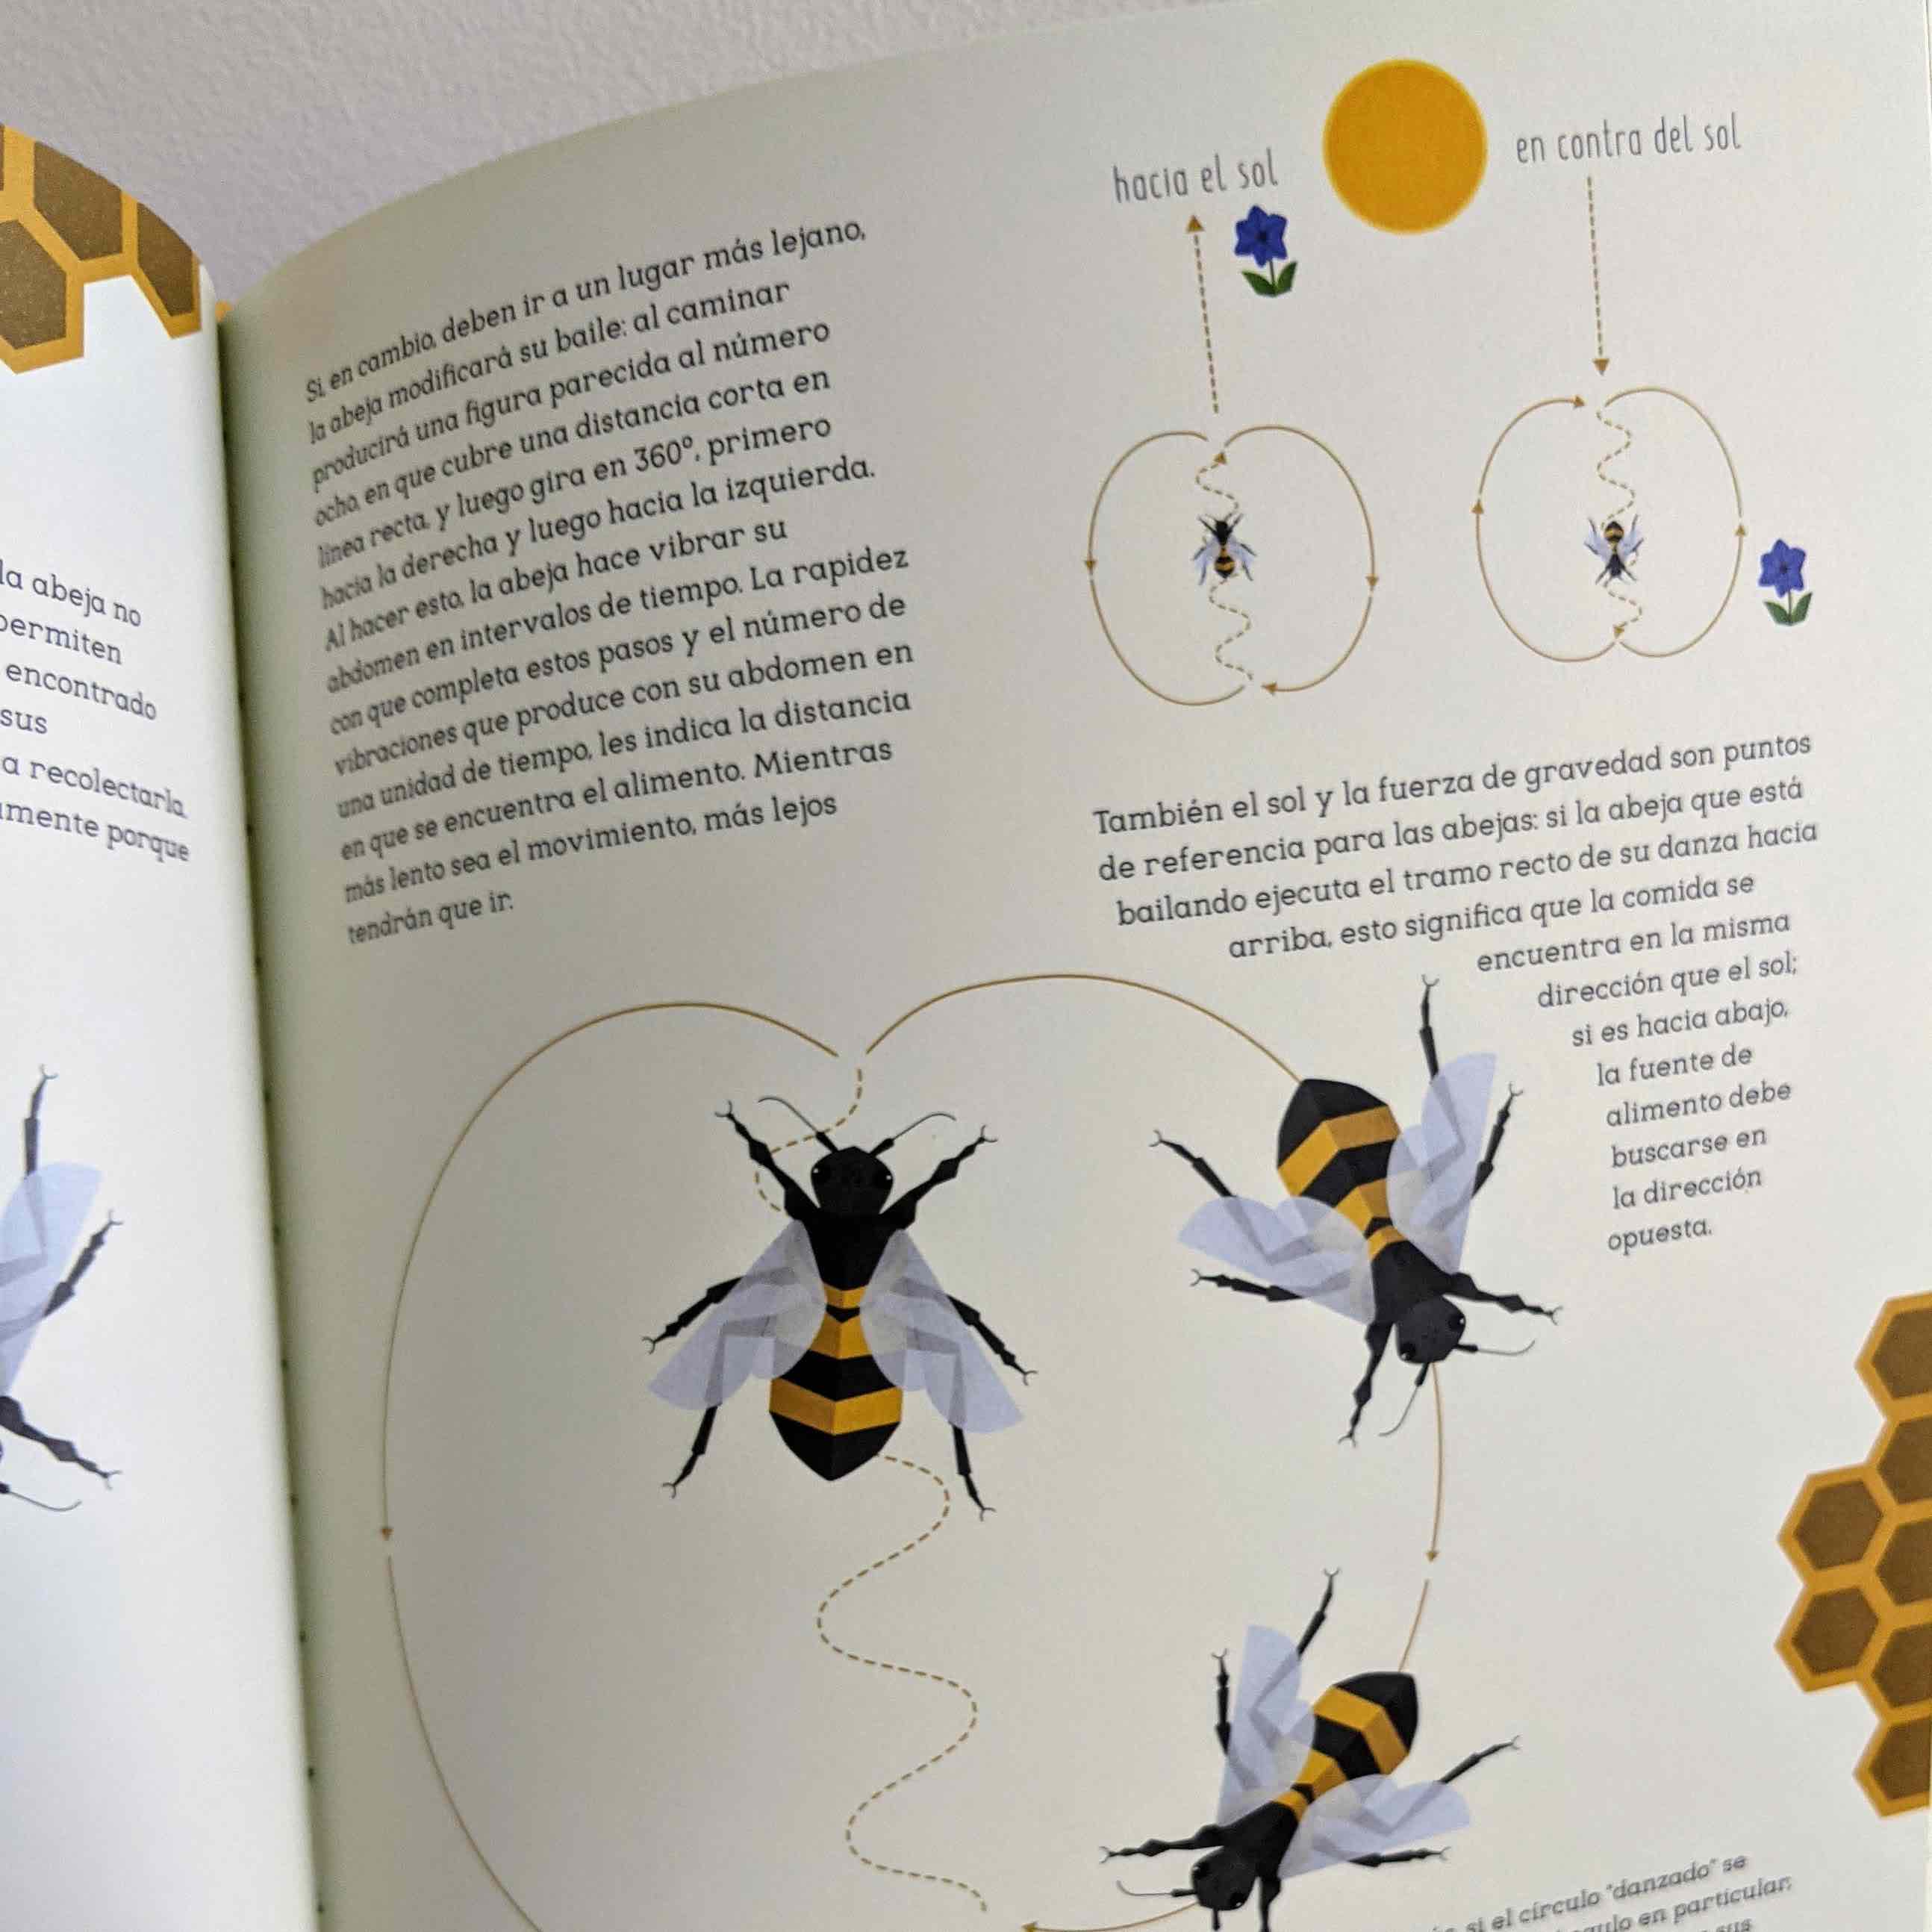 la abeja no
permiten
encontrado
sus
a recolectarla.
amente porque
Si, en cambio, deben ir a un lugar más lejano,
la abeja modificará su baile: al caminar
producirá una figura parecida al número
ocho, en que cubre una distancia corta en
línea recta, y luego gira en 360°, primero
hacia la derecha y luego hacia la izquierda.
Al hacer esto, la abeja hace vibrar su
abdomen en intervalos de tiempo. La rapidez
con que completa estos pasos y el número de
vibraciones que produce con su abdomen en
una unidad de tiempo, les indica la distancia
en que se encuentra el alimento. Mientras
más lento sea el movimiento, más lejos
tendrán que ir.
hacia el sol
en contra del sol
También el sol y la fuerza de gravedad son puntos
de referencia para las abejas: si la abeja que está
bailando ejecuta el tramo recto de su danza hacia
arriba, esto significa que la comida se
encuentra en la misma
dirección que el sol;
si es hacia abajo,
la fuente de
alimento debe
buscarse en
la dirección
opuesta.
si el círculo "danzado" se
en particular.
sus